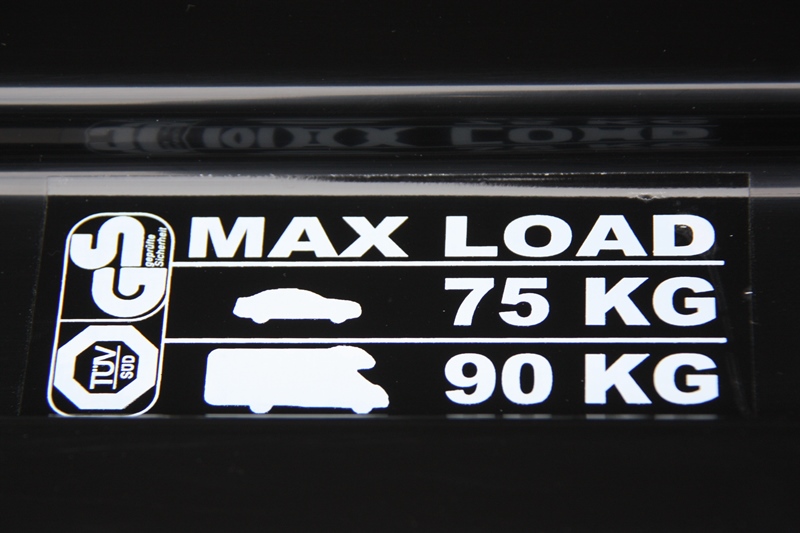 GS
geprüfte
Sicherheit
TÜV
SÜD
MAX LOAD
75 KG
90 KG